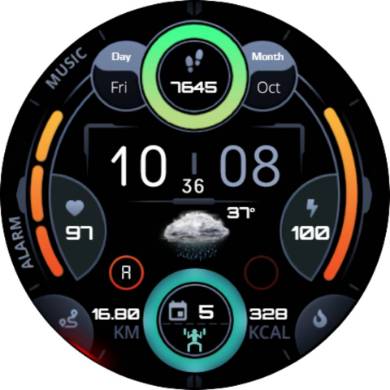 MUSIC
Day
Fri
7645
Month
Oct
10 08
36
37°
97
100
ALARM
A
16.80
KM
5
328
KCAL